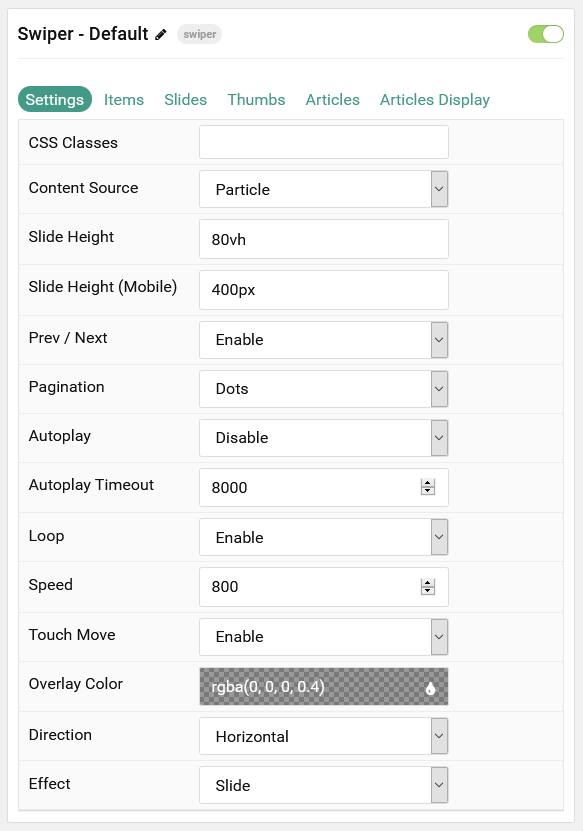 Swiper - Default swiper
Settings Items Slides Thumbs Articles Articles Display
CSS Classes
Content Source Particle
Slide Height 80vh
Slide Height (Mobile) 400px
Prev / Next Enable
Pagination Dots
Autoplay Disable
Autoplay Timeout 8000
Loop Enable
Speed 800
Touch Move Enable
Overlay Color rgba(0, 0, 0, 0.4)
Direction Horizontal
Effect Slide